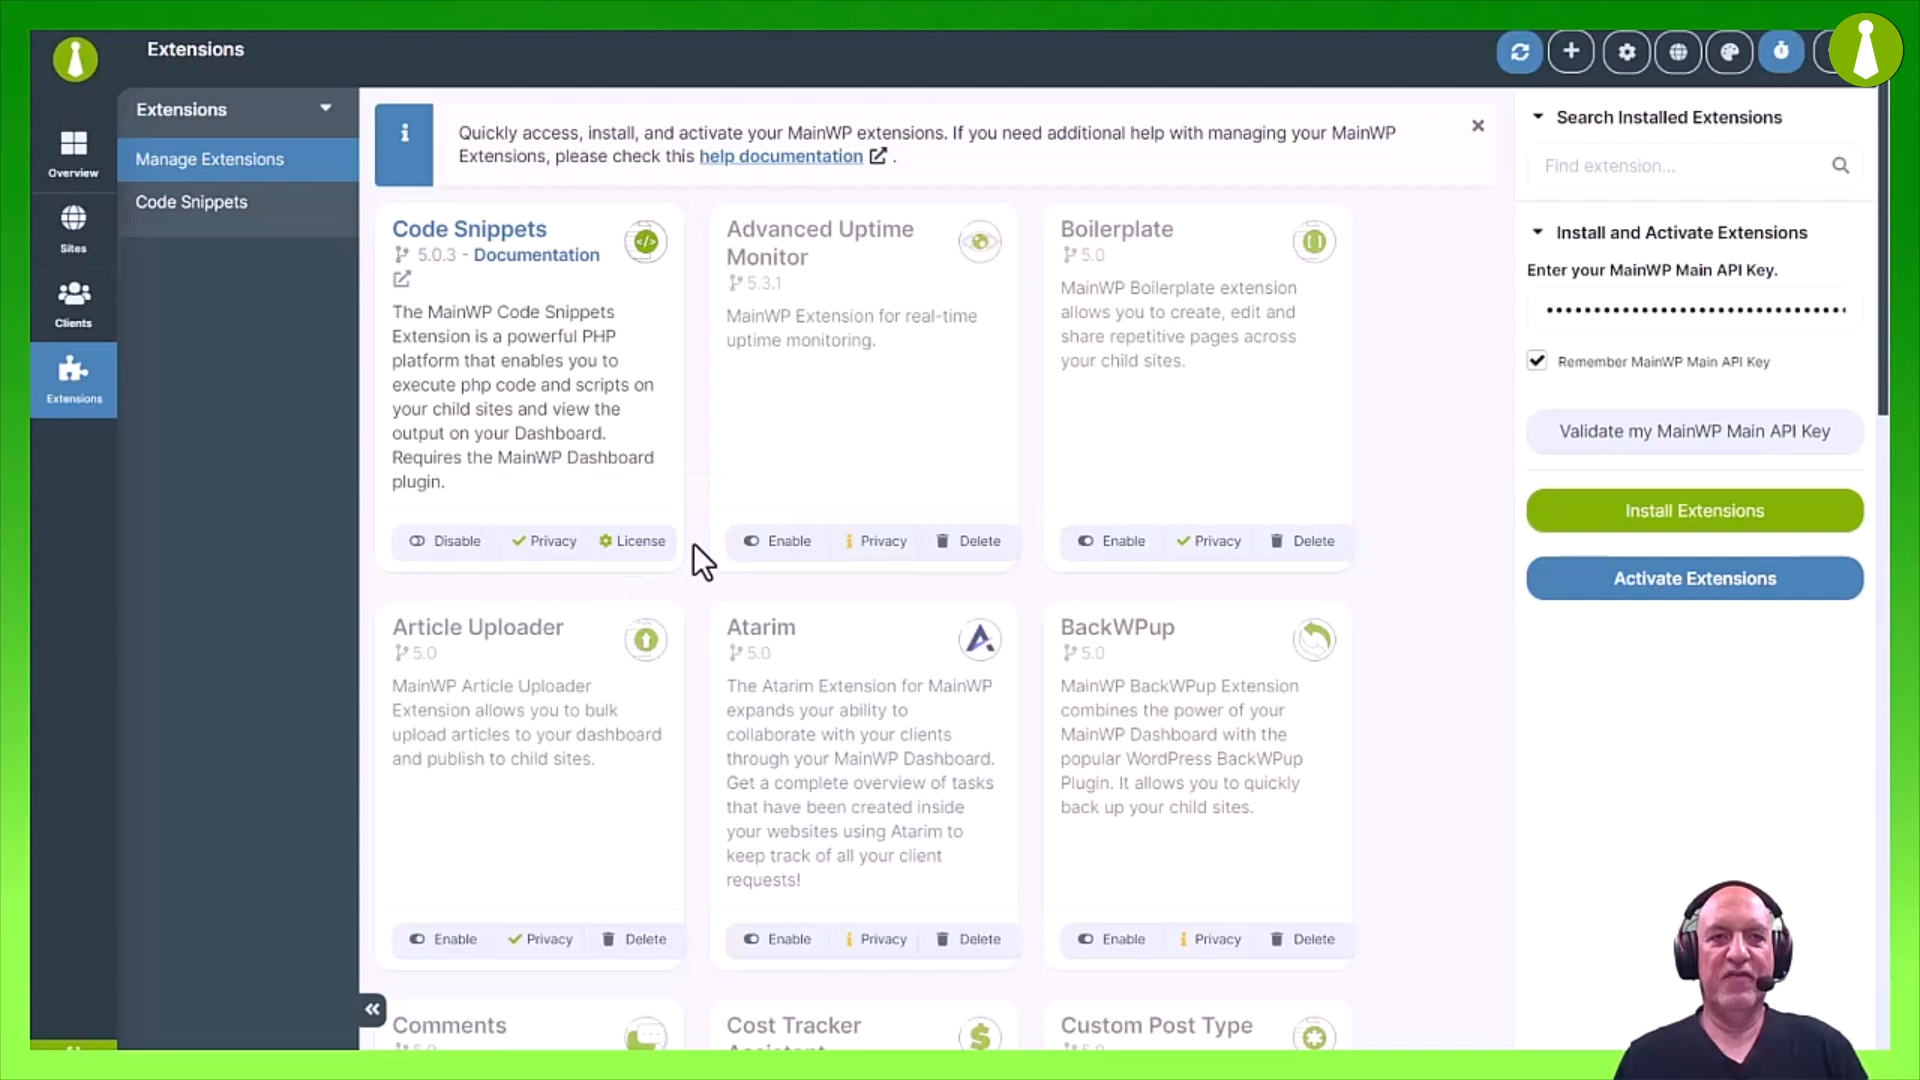 Extensions
Overview
Sites
Clients
Extensions
Extensions
Manage Extensions
Code Snippets
Quickly access, install, and activate your MainWP extensions. If you need additional help with managing your MainWP
Extensions, please check this help documentation .
Code Snippets
5.0.3 - Documentation
The MainWP Code Snippets
Extension is a powerful PHP
platform that enables you to
execute php code and scripts on
your child sites and view the
output on your Dashboard.
Requires the MainWP Dashboard
plugin.
Disable Privacy License
Advanced Uptime
Monitor
5.3.1
MainWP Extension for real-time
uptime monitoring.
Enable Privacy Delete
Boilerplate
5.0
MainWP Boilerplate extension
allows you to create, edit and
share repetitive pages across
your child sites.
Enable Privacy Delete
Article Uploader
5.0
MainWP Article Uploader
Extension allows you to bulk
upload articles to your dashboard
and publish to child sites.
Enable Privacy Delete
Atarim
5.0
The Atarim Extension for MainWP
expands your ability to
collaborate with your clients
through your MainWP Dashboard.
Get a complete overview of tasks
that have been created inside
your websites using Atarim to
keep track of all your client
requests!
Enable Privacy Delete
BackWPup
5.0
MainWP BackWPup Extension
combines the power of your
MainWP Dashboard with the
popular WordPress BackWPup
Plugin. It allows you to quickly
back up your child sites.
Enable Privacy Delete
Comments
Cost Tracker
Custom Post Type
Search Installed Extensions
Find extension...
Install and Activate Extensions
Enter your MainWP Main API Key.
Remember MainWP Main API Key
Validate my MainWP Main API Key
Install Extensions
Activate Extensions